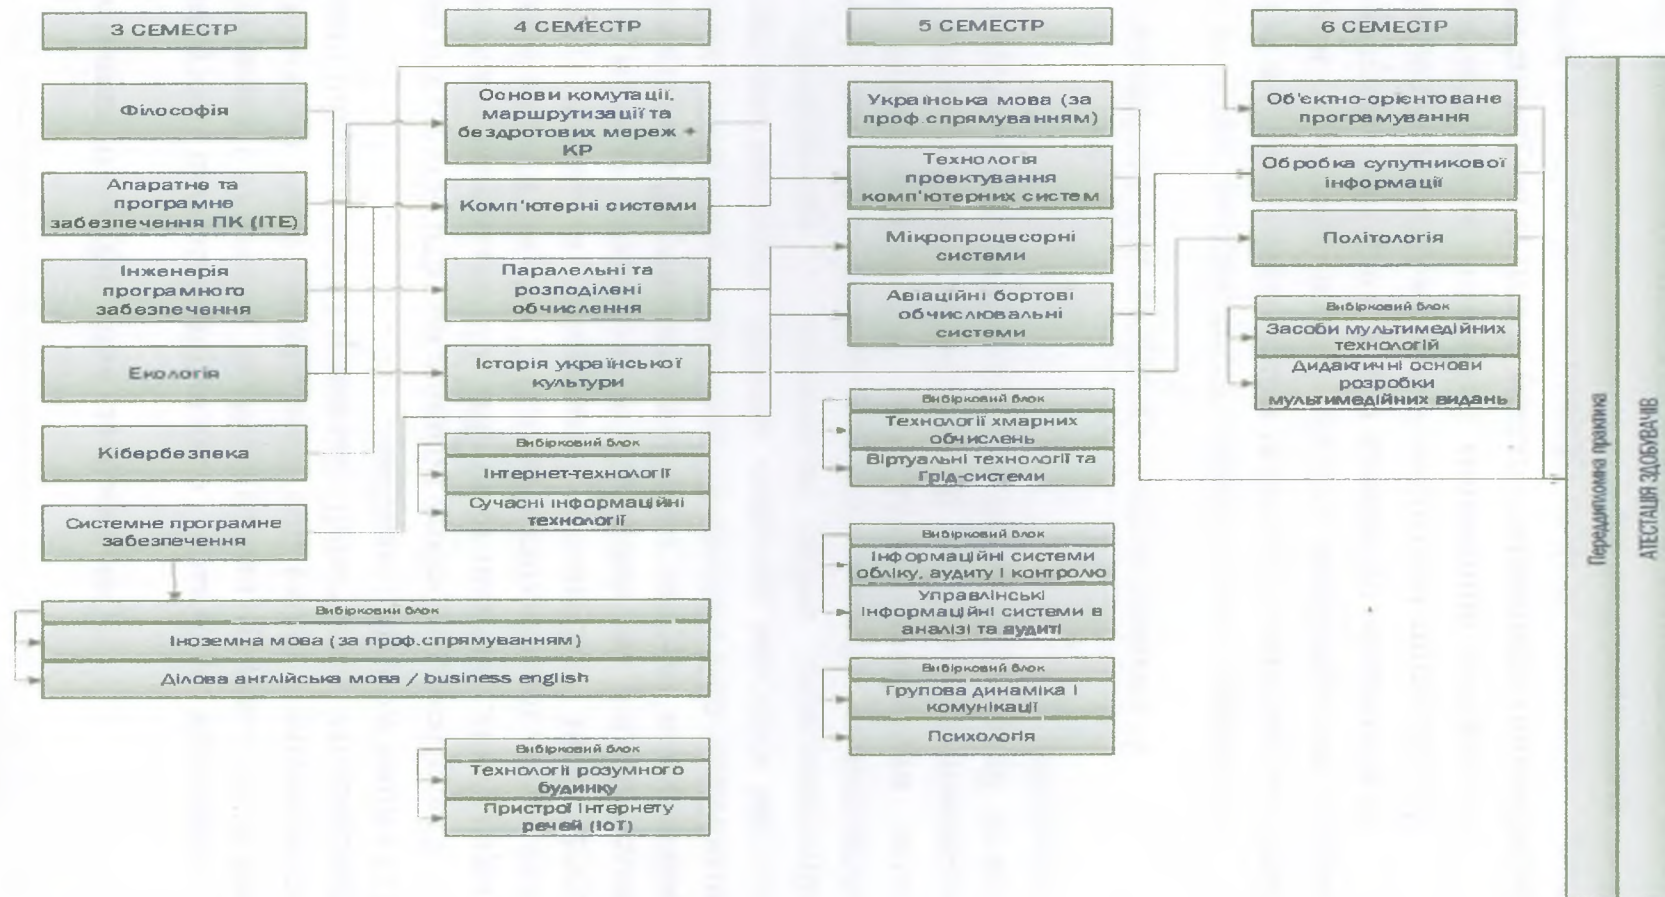 3 СЕМЕСТР
Філософія
Апаратне та
програмне
забезпечення ПК (ITE)
Інженерія
програмного
забезпечення
Екологія
Кібербезпека
Системне програмне
забезпечення
Вибірковий блок
Іноземна мова (за проф.спрямуванням)
Ділова англійська мова / business english
4 СЕМЕСТР
Основи комутації,
маршрутизації та
бездротових мереж +
КР
Комп'ютерні системи
Паралельні та
розподілені
обчислення
Історія української
культури
Вибірковий блок
Інтернет-технології
Сучасні інформаційні
технології
Вибірковий блок
Технології розумного
будинку
Пристрої Інтернету
речей (IoT)
5 СЕМЕСТР
Українська мова (за
проф.спрямуванням)
Технологія
проектування
комп'ютерних систем
Мікропроцесорні
системи
Авіаційні бортові
обчислювальні
системи
Вибірковий блок
Технології хмарних
обчислень
Віртуальні технології та
Грід-системи
Вибірковий блок
Інформаційні системи
обліку, аудиту і контролю
Управлінські
інформаційні системи в
аналізі та аудиті
Вибірковий блок
Групова динаміка і
комунікації
Психологія
6 СЕМЕСТР
Об'єктно-орієнтоване
програмування
Обробка супутникової
інформації
Політологія
Вибірковий блок
Засоби мультимедійних
технологій
Дидактичні основи
розробки
мультимедійних видань
Переддипломна практика
АТЕСТАЦІЯ ЗДОБУВАЧІВ